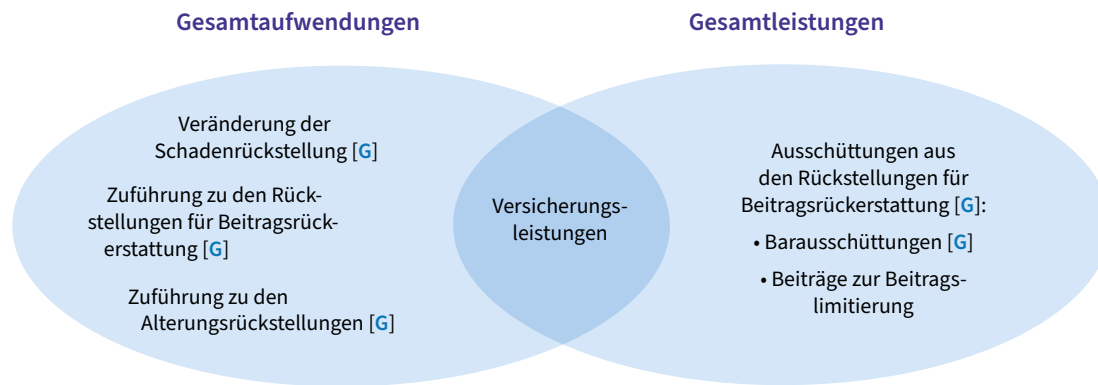 Gesamtaufwendungen
Gesamtleistungen
Veränderung der
Schadenrückstellung [G]
Zuführung zu den Rück-
stellungen für Beitragsrück-
erstattung [G]
Zuführung zu den
Alterungsrückstellungen [G]
Versicherungs-
leistungen
Ausschüttungen aus
den Rückstellungen für
Beitragsrückerstattung [G]:
• Barausschüttungen [G]
• Beiträge zur Beitrags-
limitierung